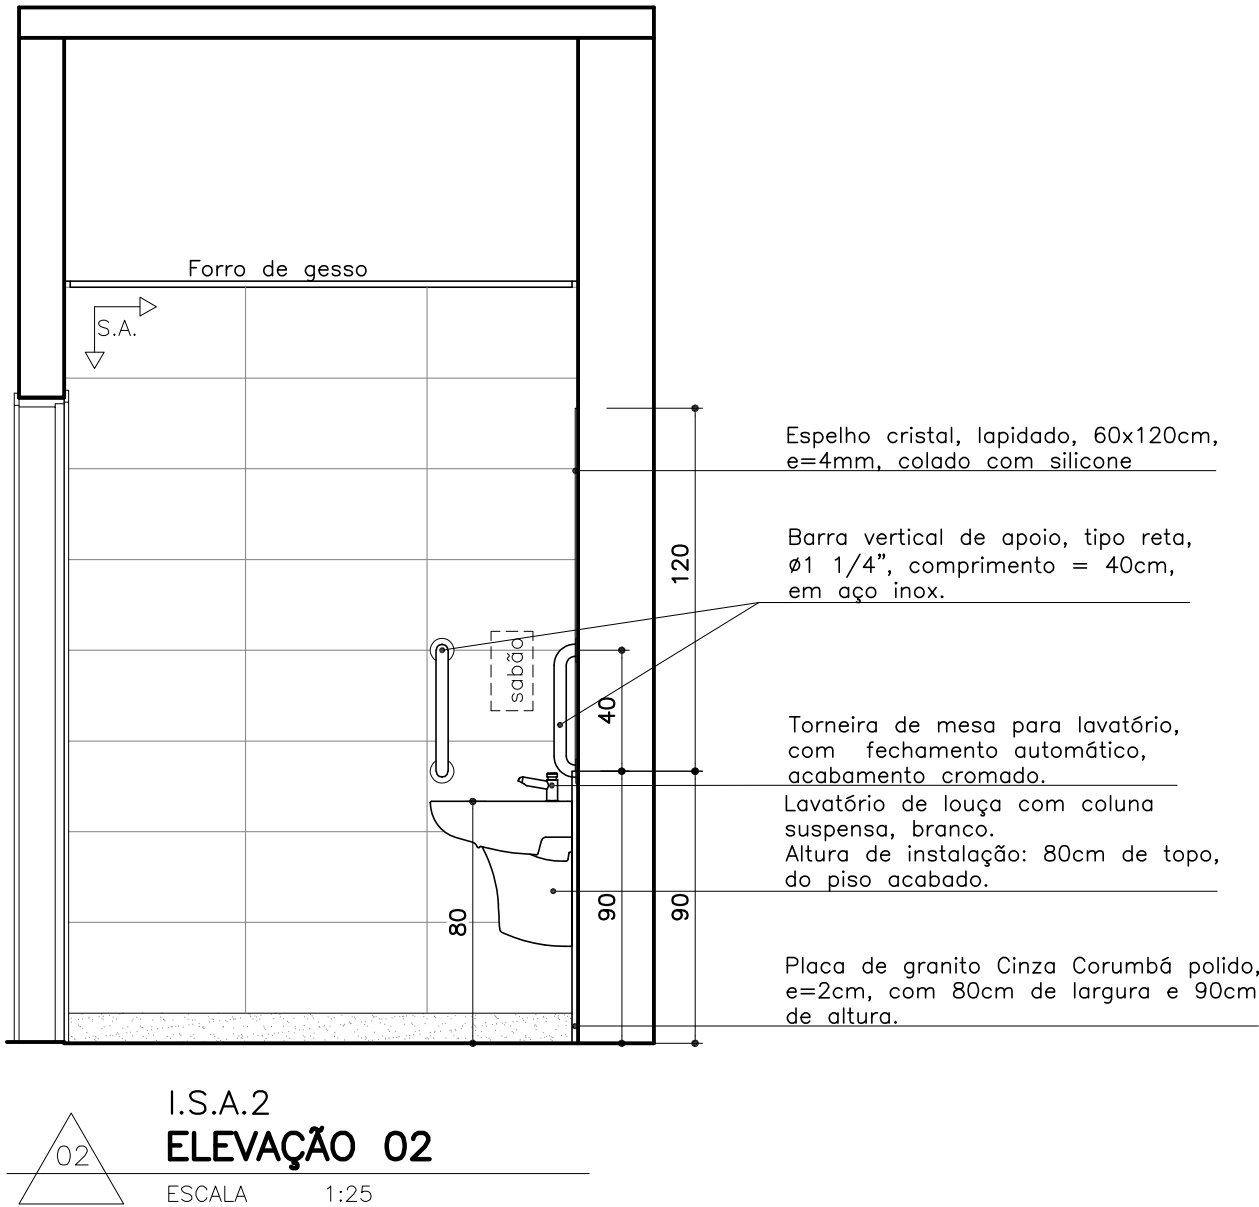 Forro de gesso
S.A.
Espelho cristal, lapidado, 60x120cm,
e=4mm, colado com silicone
120
Barra vertical de apoio, tipo reta,
ø1 1/4”, comprimento = 40cm,
em aço inox.
sabão
40
Torneira de mesa para lavatório,
com fechamento automático,
acabamento cromado.
Lavatório de louça com coluna
suspensa, branco.
Altura de instalação: 80cm de topo,
do piso acabado.
80
90
90
Placa de granito Cinza Corumbá polido,
e=2cm, com 80cm de largura e 90cm
de altura.
I.S.A.2
02
ELEVAÇÃO 02
ESCALA 1:25